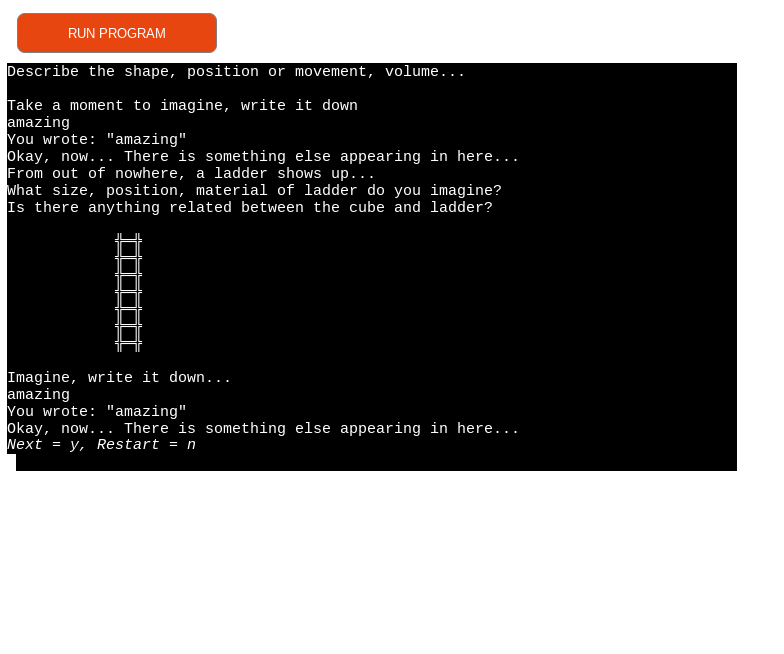 RUN PROGRAM
Describe the shape, position or movement, volume...
Take a moment to imagine, write it down
amazing
You wrote: "amazing"
Okay, now... There is something else appearing in here...
From out of nowhere, a ladder shows up...
What size, position, material of ladder do you imagine?
Is there anything related between the cube and ladder?
Imagine, write it down...
amazing
You wrote: "amazing"
Okay, now... There is something else appearing in here...
Next = y, Restart = n